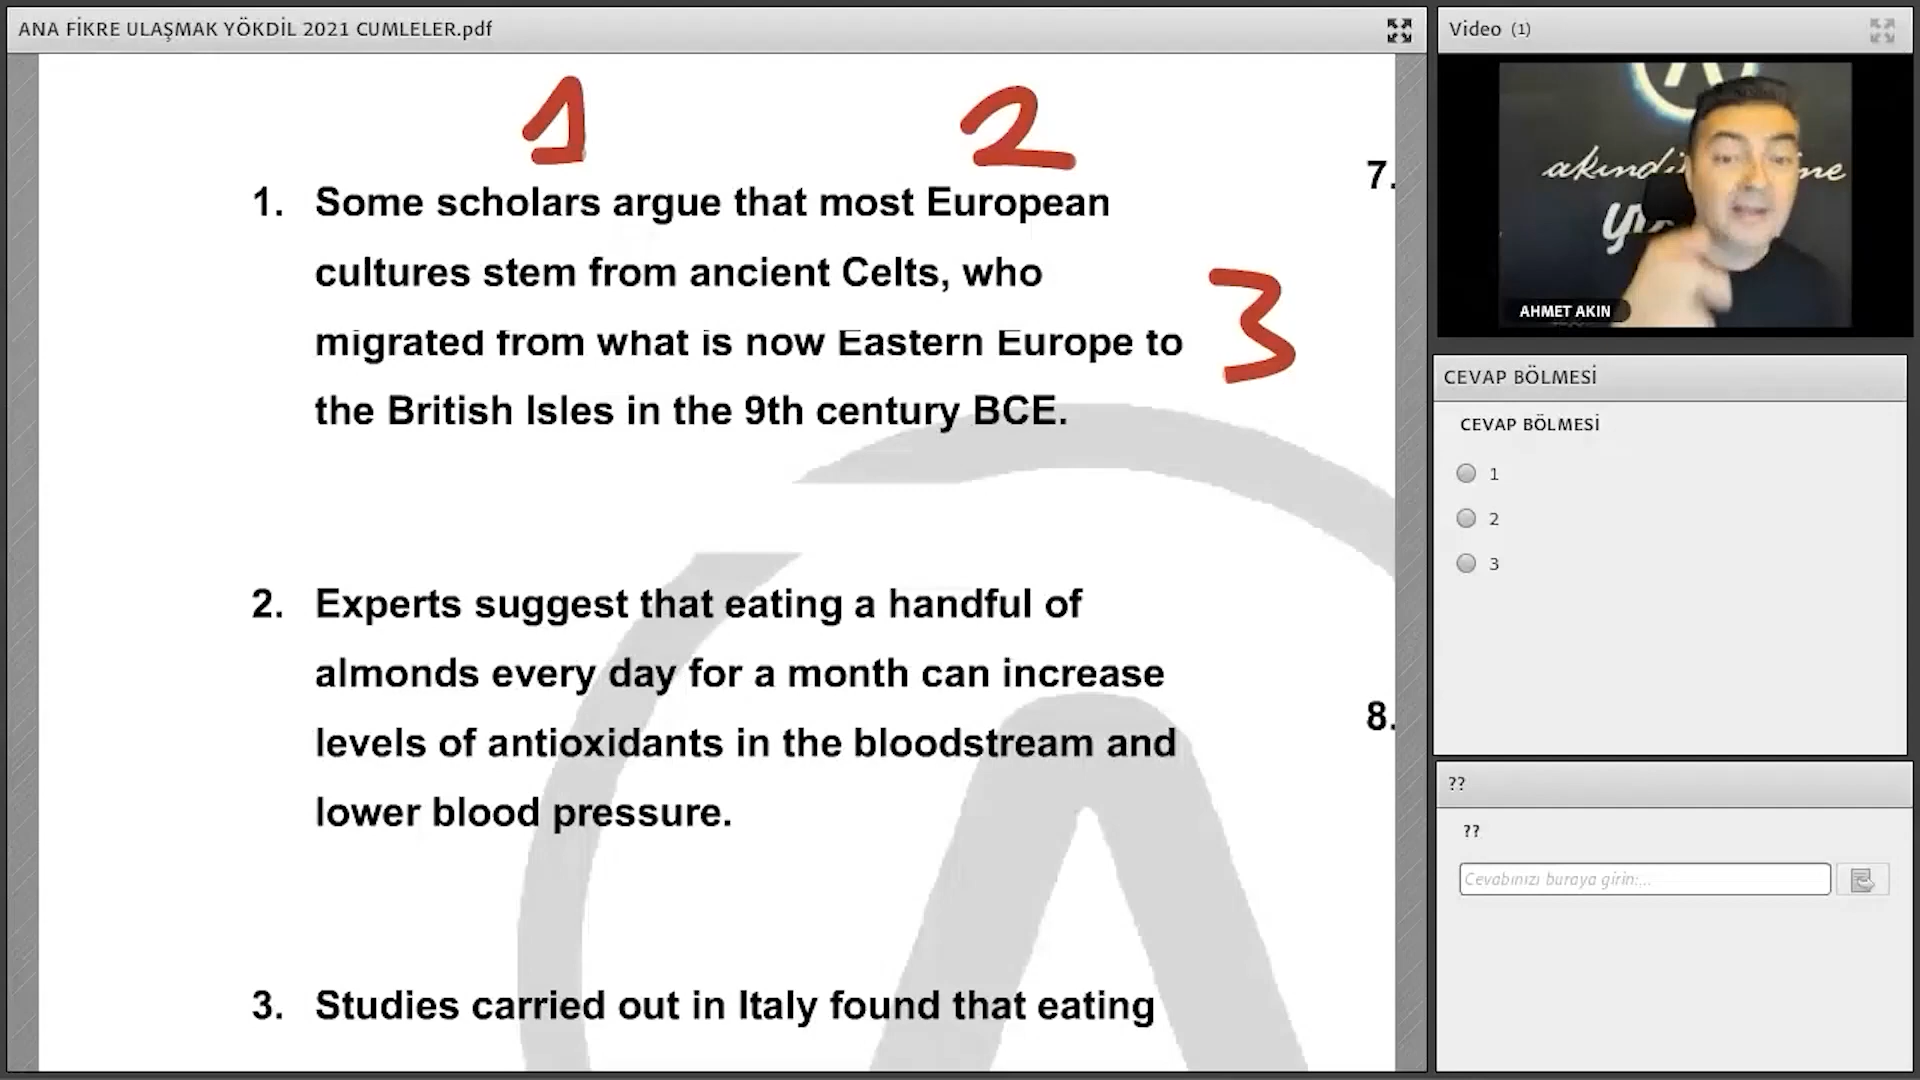 ANA FİKRE ULAŞMAK YÖKDİL 2021 CUMLELER.pdf
1 2
1. Some scholars argue that most European
cultures stem from ancient Celts, who
migrated from what is now Eastern Europe to
the British Isles in the 9th century BCE.
3
2. Experts suggest that eating a handful of
almonds every day for a month can increase
levels of antioxidants in the bloodstream and
lower blood pressure.
3. Studies carried out in Italy found that eating
7.
8.
Video (1)
AHMET AKIN
CEVAP BÖLMESİ
CEVAP BÖLMESİ
1
2
3
??
??
Cevabınızı buraya girin:...